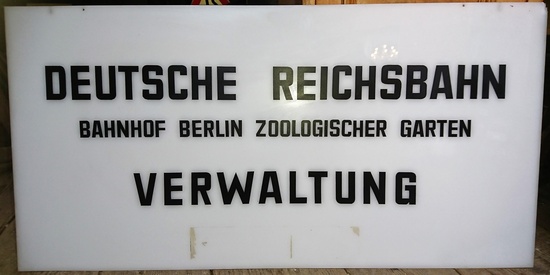 DEUTSCHE REICHSBAHN
BAHNHOF BERLIN ZOOLOGISCHER GARTEN
VERWALTUNG